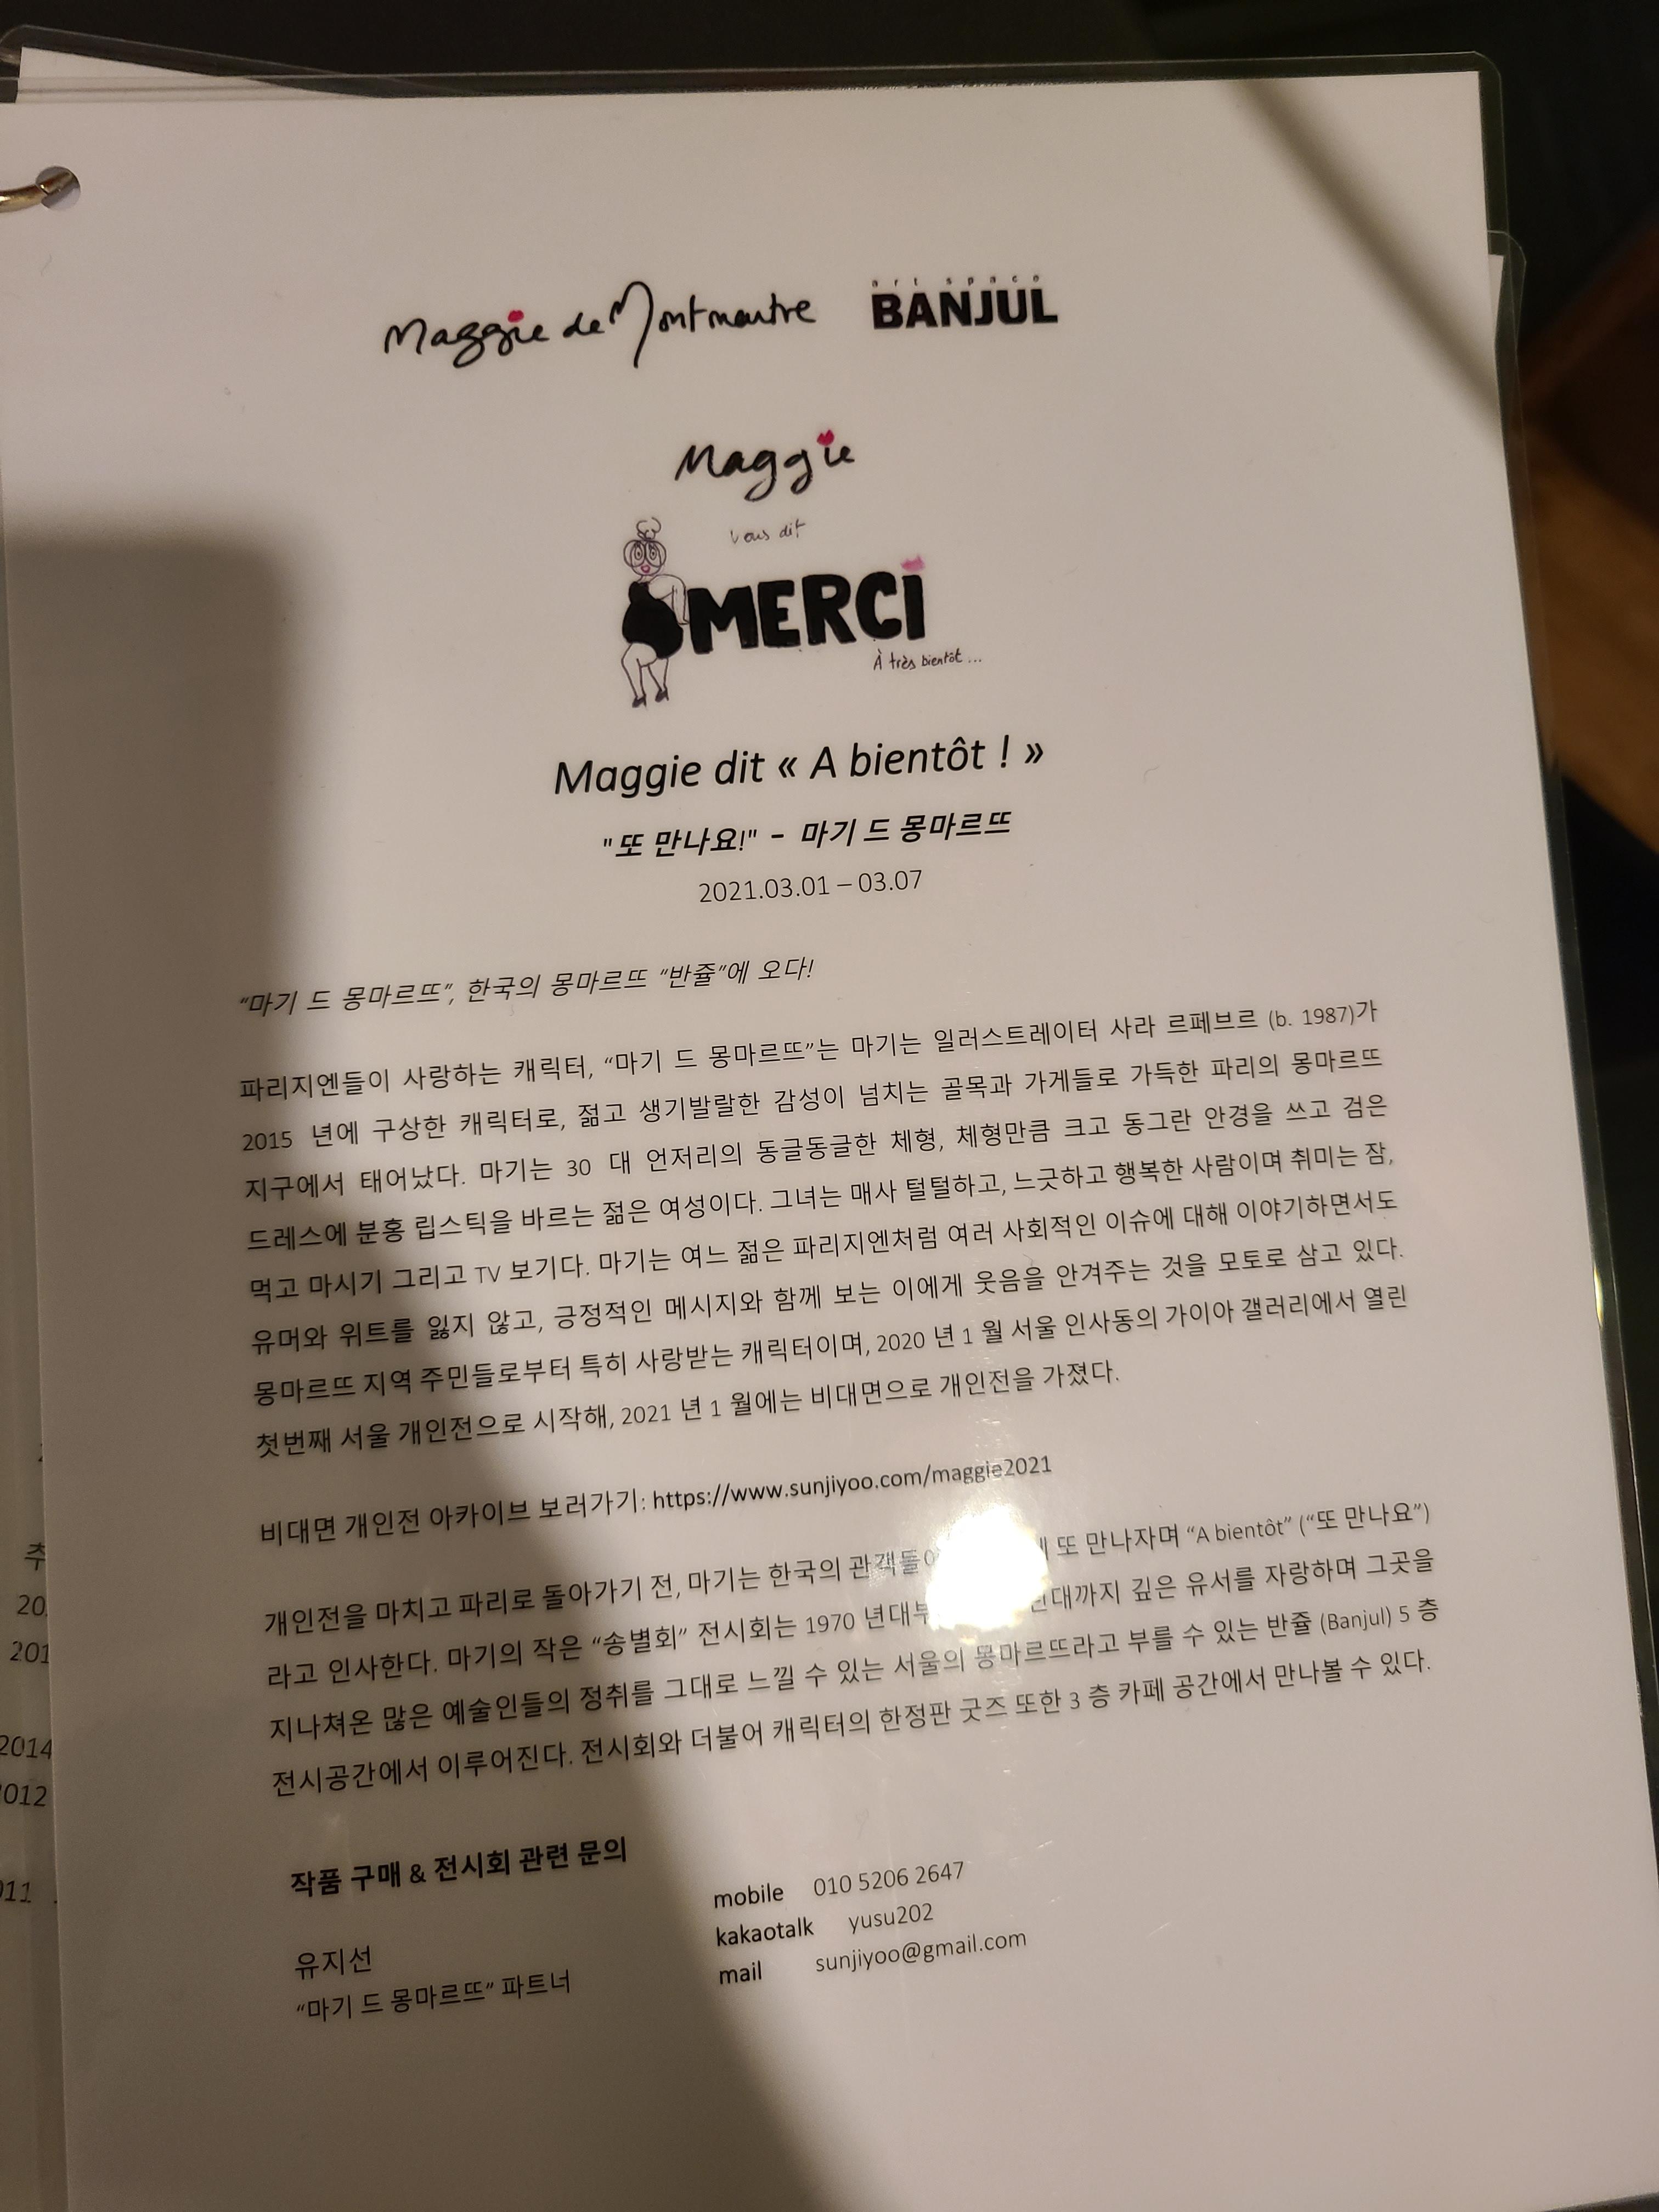 Maggie de Montmartre
art space
BANJUL
Maggie
vous dit
MERCI
À très bientôt ...
Maggie dit « A bientôt ! »
"또 만나요!" - 마기 드 몽마르뜨
2021.03.01 – 03.07
“마기 드 몽마르뜨”, 한국의 몽마르뜨 “반쥴”에 오다!
파리지엔들이 사랑하는 캐릭터, “마기 드 몽마르뜨”는 마기는 일러스트레이터 사라 르페브르 (b. 1987)가
2015 년에 구상한 캐릭터로, 젊고 생기발랄한 감성이 넘치는 골목과 가게들로 가득한 파리의 몽마르뜨
지구에서 태어났다. 마기는 30 대 언저리의 동글동글한 체형, 체형만큼 크고 동그란 안경을 쓰고 검은
드레스에 분홍 립스틱을 바르는 젊은 여성이다. 그녀는 매사 털털하고, 느긋하고 행복한 사람이며 취미는 잠,
먹고 마시기 그리고 TV 보기다. 마기는 여느 젊은 파리지엔처럼 여러 사회적인 이슈에 대해 이야기하면서도
유머와 위트를 잃지 않고, 긍정적인 메시지와 함께 보는 이에게 웃음을 안겨주는 것을 모토로 삼고 있다.
몽마르뜨 지역 주민들로부터 특히 사랑받는 캐릭터이며, 2020 년 1 월 서울 인사동의 가이아 갤러리에서 열린
첫번째 서울 개인전으로 시작해, 2021 년 1 월에는 비대면으로 개인전을 가졌다.
비대면 개인전 아카이브 보러가기: https://www.sunjiyoo.com/maggie2021
개인전을 마치고 파리로 돌아가기 전, 마기는 한국의 또 만나자며 “A bientôt” (“또 만나요”)
라고 인사한다. 마기의 작은 “송별회” 전시회는 1970 깊은 유서를 자랑하며 그곳을
지나쳐온 많은 예술인들의 정취를 그대로 느낄 수 있는 서울의 몽마르뜨라고 부를 수 있는 반쥴 (Banjul) 5 층
전시공간에서 이루어진다. 전시회와 더불어 캐릭터의 한정판 굿즈 또한 3 층 카페 공간에서 만나볼 수 있다.
작품 구매 & 전시회 관련 문의
유지선
“마기 드 몽마르뜨” 파트너
mobile 010 5206 2647
kakaotalk yusu202
mail sunjiyoo@gmail.com
추
2014
2012